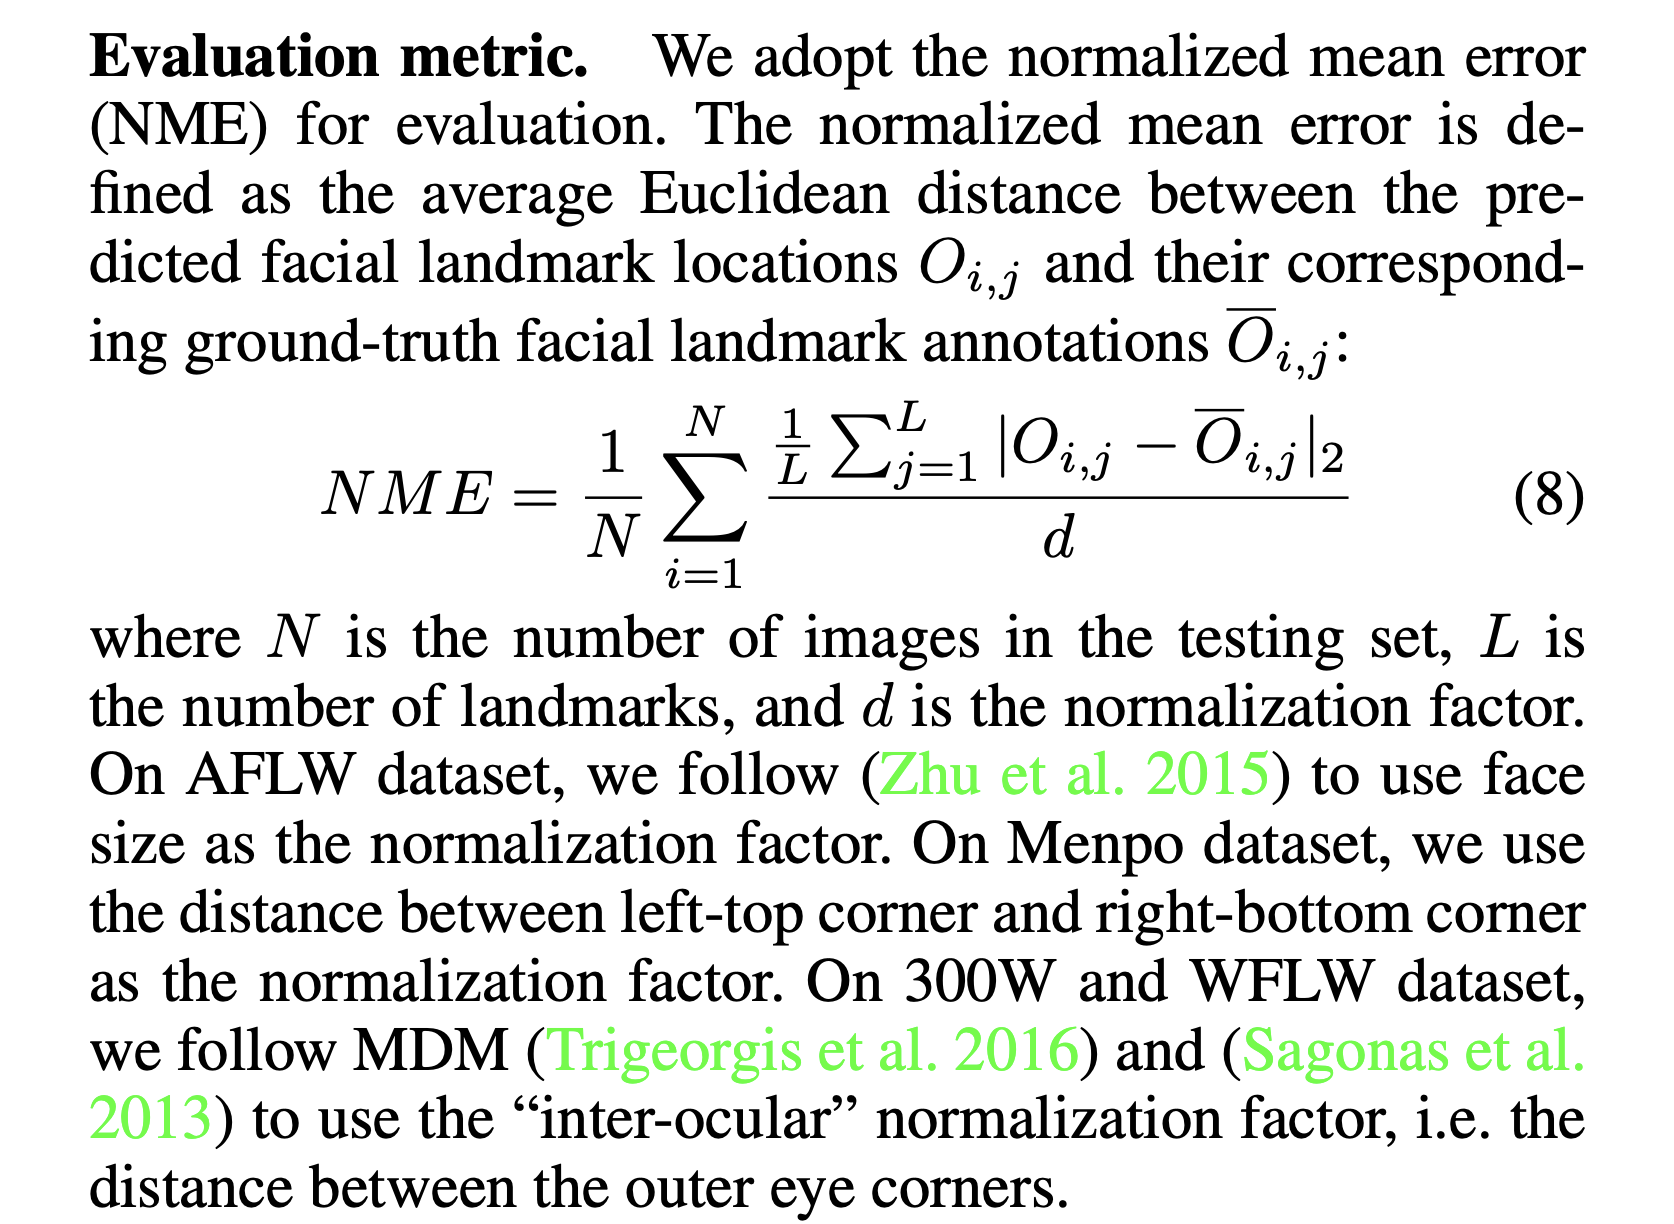 Evaluation metric. We adopt the normalized mean error
(NME) for evaluation. The normalized mean error is de-
fined as the average Euclidean distance between the pre-
dicted facial landmark locations $O_{i,j}$ and their correspond-
ing ground-truth facial landmark annotations $\overline{O}_{i,j}$:
$NME = \frac{1}{N} \sum_{i=1}^{N} \frac{\frac{1}{L} \sum_{j=1}^{L} |O_{i,j} - \overline{O}_{i,j}|_2}{d}$ (8)
where $N$ is the number of images in the testing set, $L$ is
the number of landmarks, and $d$ is the normalization factor.
On AFLW dataset, we follow (Zhu et al. 2015) to use face
size as the normalization factor. On Menpo dataset, we use
the distance between left-top corner and right-bottom corner
as the normalization factor. On 300W and WFLW dataset,
we follow MDM (Trigeorgis et al. 2016) and (Sagonas et al.
2013) to use the “inter-ocular” normalization factor, i.e. the
distance between the outer eye corners.